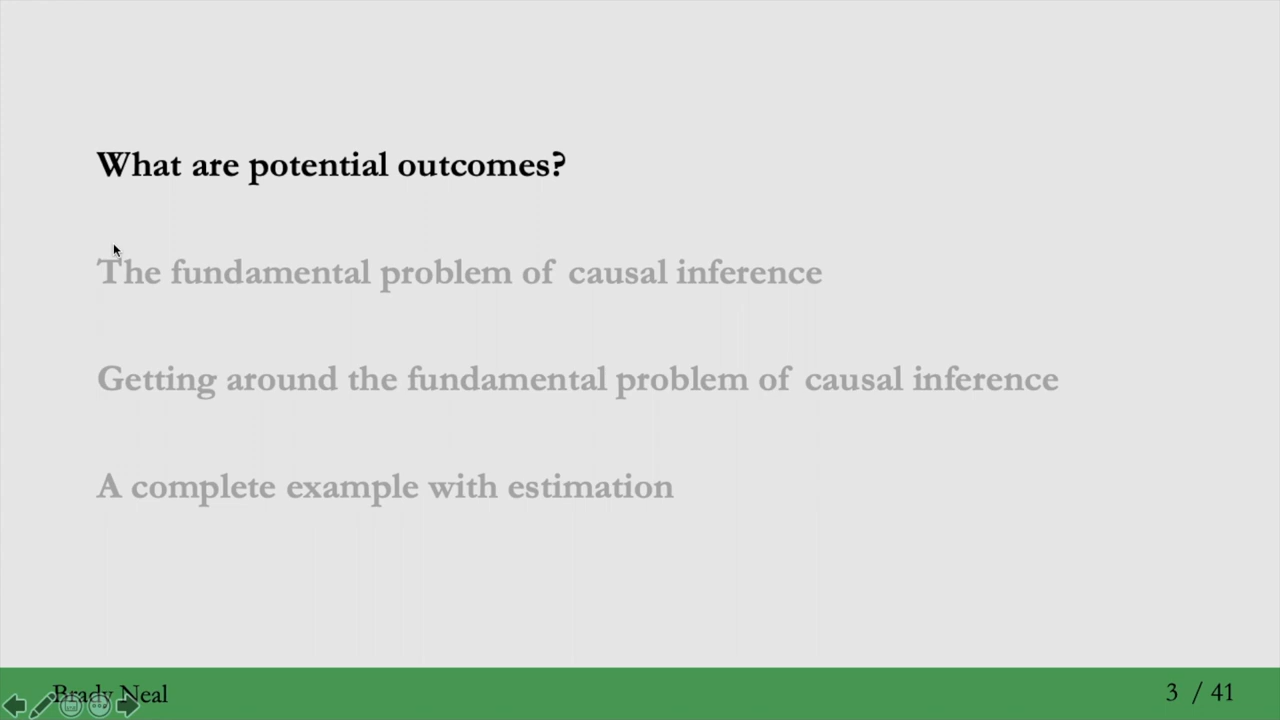 What are potential outcomes?
The fundamental problem of causal inference
Getting around the fundamental problem of causal inference
A complete example with estimation
Brady Neal
3 / 41